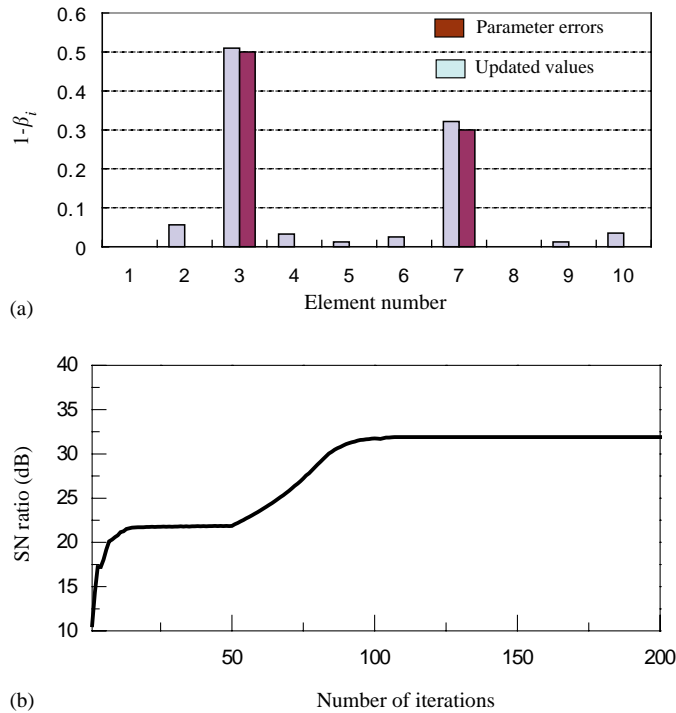 0.6
0.5
0.4
0.3
0.2
0.1
0
1-βi
Parameter errors
Updated values
1 2 3 4 5 6 7 8 9 10
Element number
(a)
40
35
30
25
20
15
10
SN ratio (dB)
50 100 150 200
Number of iterations
(b)